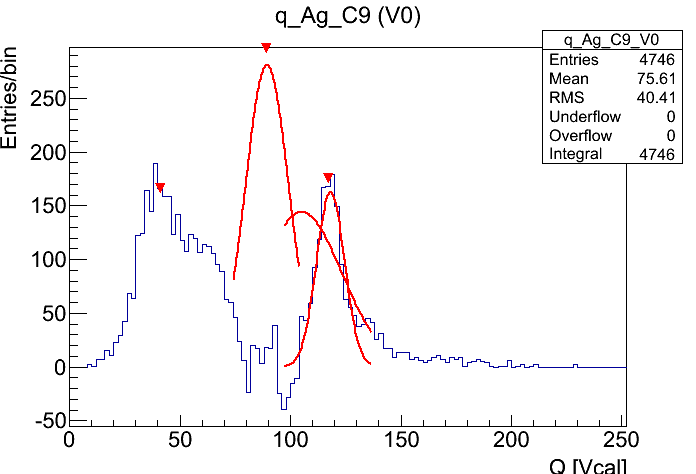 q_Ag_C9 (V0)
q_Ag_C9_V0
Entries 4746
Mean 75.61
RMS 40.41
Underflow 0
Overflow 0
Integral 4746
Entries/bin
250
200
150
100
50
0
-50
0 50 100 150 200 250
Q [Vcal]